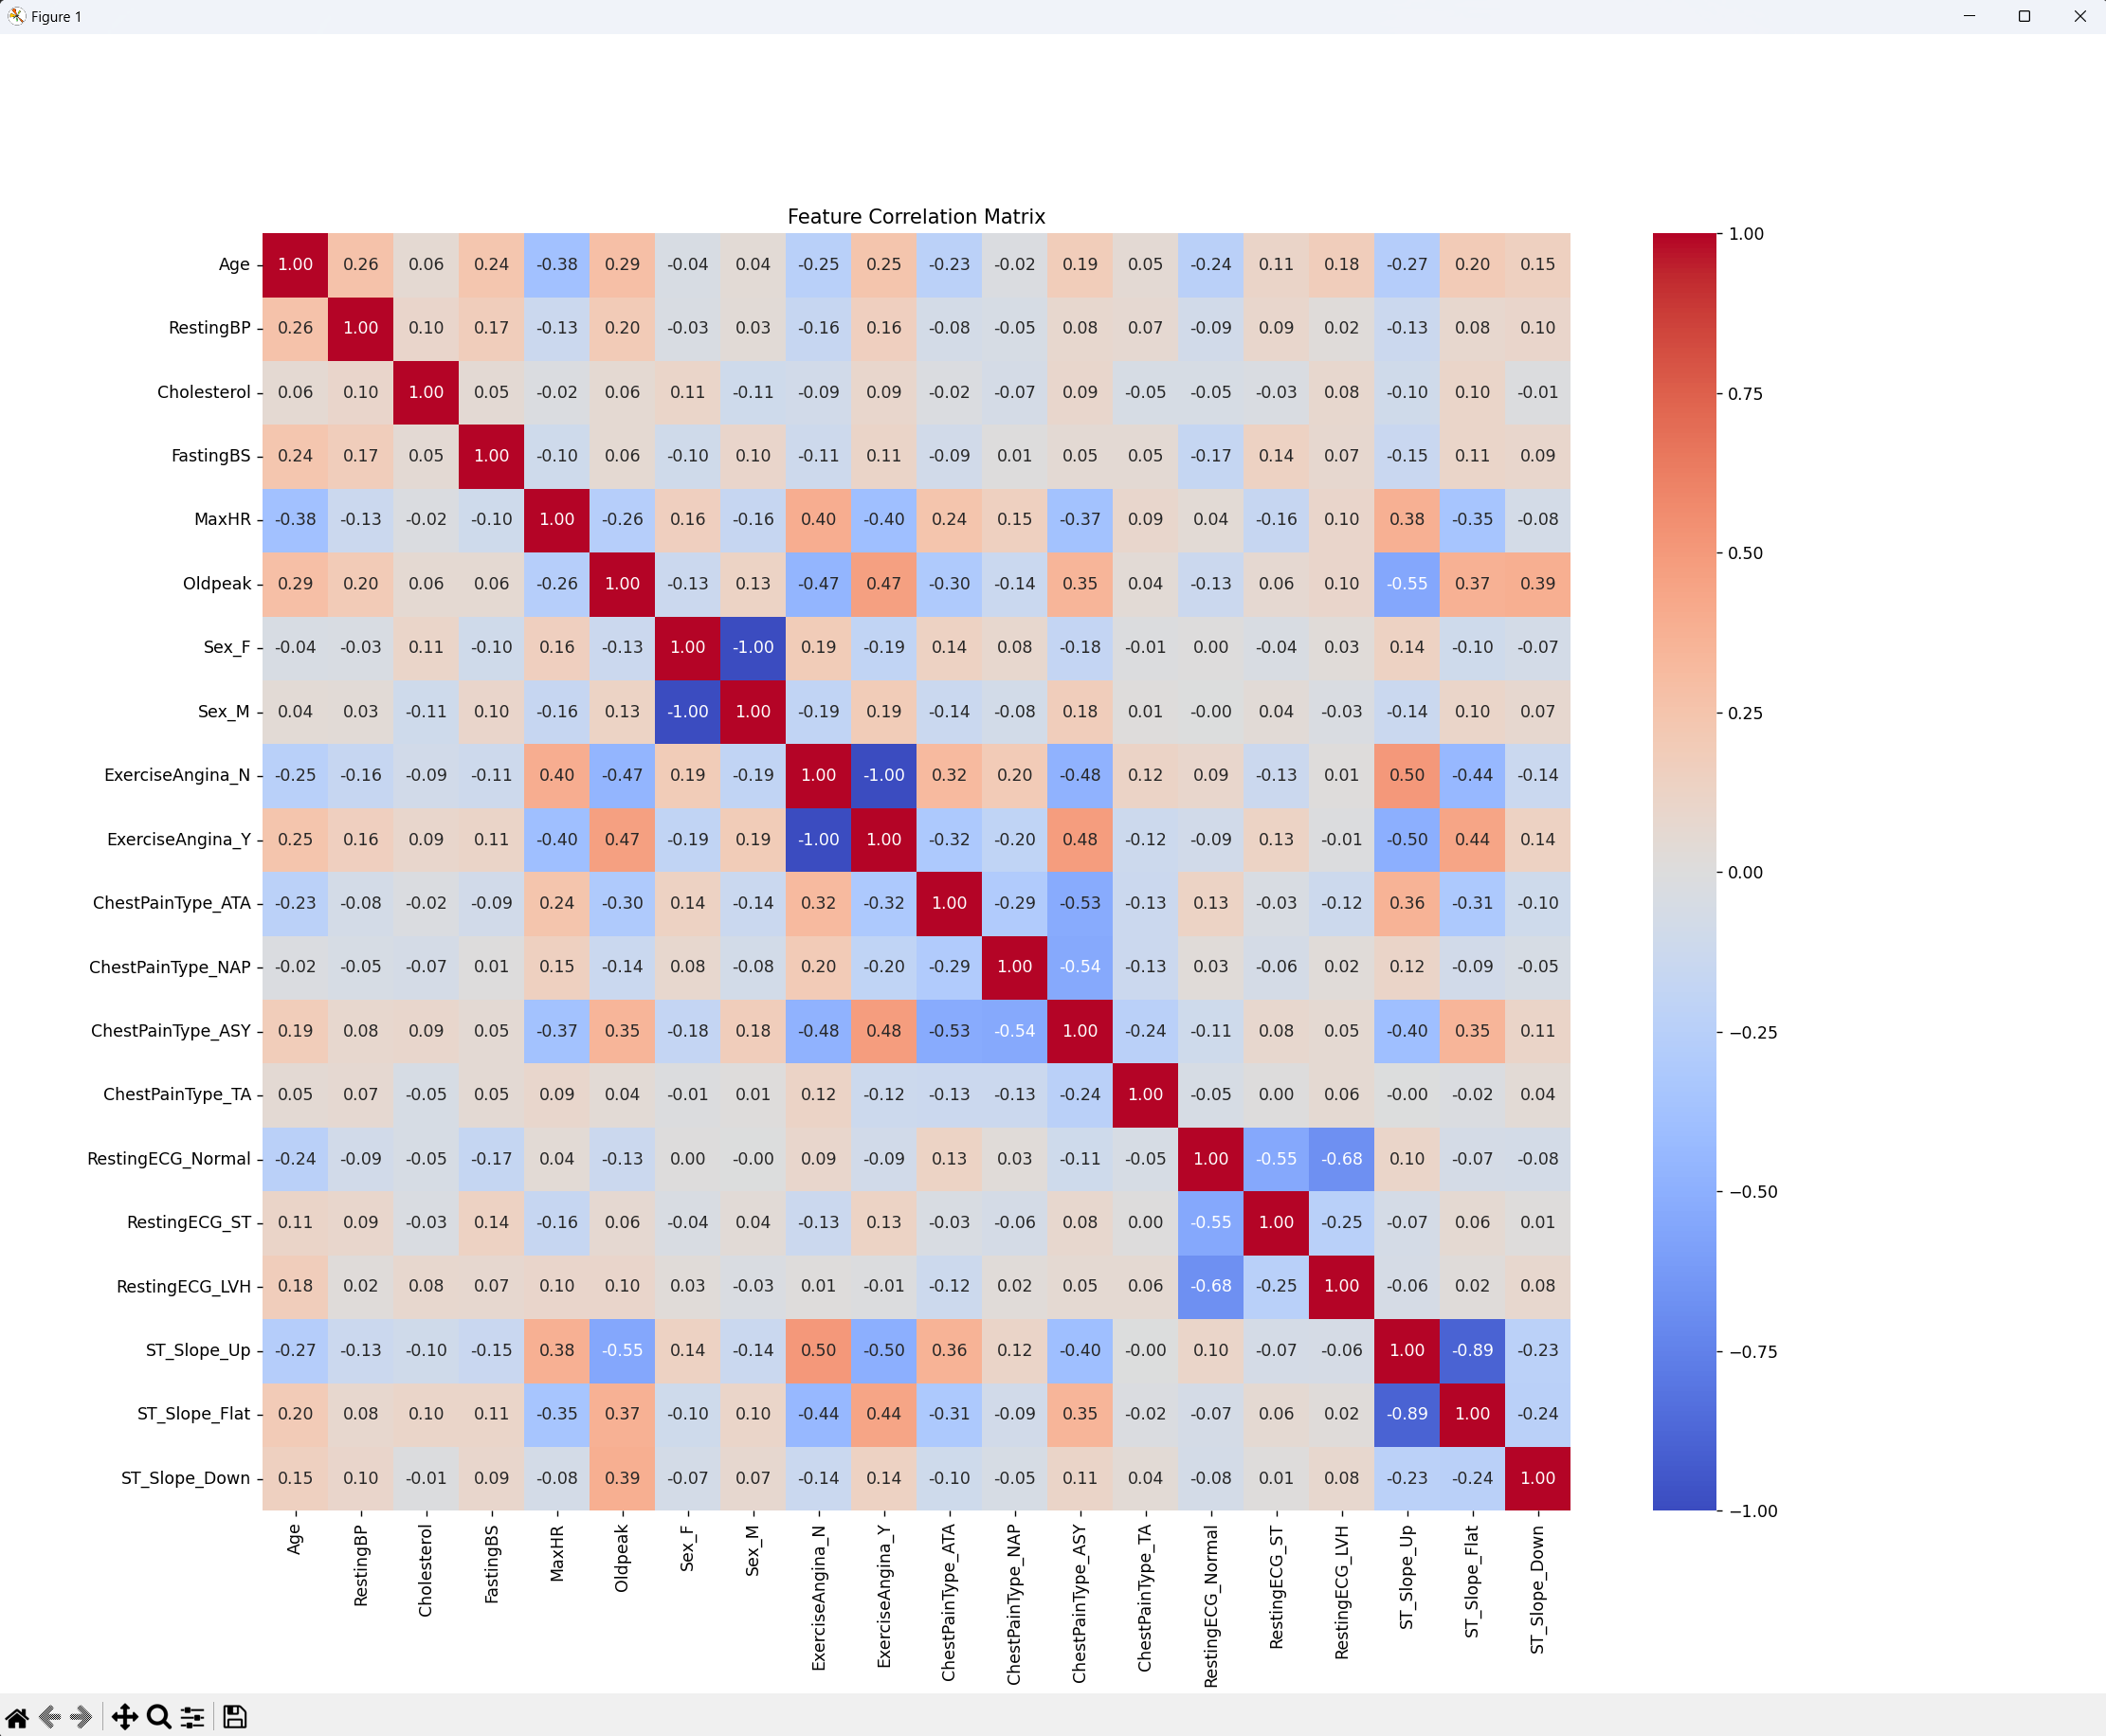 Figure 1
Feature Correlation Matrix
Age 1.00 0.26 0.06 0.24 -0.38 0.29 -0.04 0.04 -0.25 0.25 -0.23 -0.02 0.19 0.05 -0.24 0.11 0.18 -0.27 0.20 0.15
RestingBP 0.26 1.00 0.10 0.17 -0.13 0.20 -0.03 0.03 -0.16 0.16 -0.08 -0.05 0.08 0.07 -0.09 0.09 0.02 -0.13 0.08 0.10
Cholesterol 0.06 0.10 1.00 0.05 -0.02 0.06 0.11 -0.11 -0.09 0.09 -0.02 -0.07 0.09 -0.05 -0.05 -0.03 0.08 -0.10 0.10 -0.01
FastingBS 0.24 0.17 0.05 1.00 -0.10 0.06 -0.10 0.10 -0.11 0.11 -0.09 0.01 0.05 0.05 -0.17 0.14 0.07 -0.15 0.11 0.09
MaxHR -0.38 -0.13 -0.02 -0.10 1.00 -0.26 0.16 -0.16 0.40 -0.40 0.24 0.15 -0.37 0.09 0.04 -0.16 0.10 0.38 -0.35 -0.08
Oldpeak 0.29 0.20 0.06 0.06 -0.26 1.00 -0.13 0.13 -0.47 0.47 -0.30 -0.14 0.35 0.04 -0.13 0.06 0.10 -0.55 0.37 0.39
Sex_F -0.04 -0.03 0.11 -0.10 0.16 -0.13 1.00 -1.00 0.19 -0.19 0.14 0.08 -0.18 -0.01 0.00 -0.04 0.03 0.14 -0.10 -0.07
Sex_M 0.04 0.03 -0.11 0.10 -0.16 0.13 -1.00 1.00 -0.19 0.19 -0.14 -0.08 0.18 0.01 -0.00 0.04 -0.03 -0.14 0.10 0.07
ExerciseAngina_N -0.25 -0.16 -0.09 -0.11 0.40 -0.47 0.19 -0.19 1.00 -1.00 0.32 0.20 -0.48 0.12 0.09 -0.13 0.01 0.50 -0.44 -0.14
ExerciseAngina_Y 0.25 0.16 0.09 0.11 -0.40 0.47 -0.19 0.19 -1.00 1.00 -0.32 -0.20 0.48 -0.12 -0.09 0.13 -0.01 -0.50 0.44 0.14
ChestPainType_ATA -0.23 -0.08 -0.02 -0.09 0.24 -0.30 0.14 -0.14 0.32 -0.32 1.00 -0.29 -0.53 -0.13 0.13 -0.03 -0.12 0.36 -0.31 -0.10
ChestPainType_NAP -0.02 -0.05 -0.07 0.01 0.15 -0.14 0.08 -0.08 0.20 -0.20 -0.29 1.00 -0.54 -0.13 0.03 -0.06 0.02 0.12 -0.09 -0.05
ChestPainType_ASY 0.19 0.08 0.09 0.05 -0.37 0.35 -0.18 0.18 -0.48 0.48 -0.53 -0.54 1.00 -0.24 -0.11 0.08 0.05 -0.40 0.35 0.11
ChestPainType_TA 0.05 0.07 -0.05 0.05 0.09 0.04 -0.01 0.01 0.12 -0.12 -0.13 -0.13 -0.24 1.00 -0.05 0.00 0.06 -0.00 -0.02 0.04
RestingECG_Normal -0.24 -0.09 -0.05 -0.17 0.04 -0.13 0.00 -0.00 0.09 -0.09 0.13 0.03 -0.11 -0.05 1.00 -0.55 -0.68 0.10 -0.07 -0.08
RestingECG_ST 0.11 0.09 -0.03 0.14 -0.16 0.06 -0.04 0.04 -0.13 0.13 -0.03 -0.06 0.08 0.00 -0.55 1.00 -0.25 -0.07 0.06 0.01
RestingECG_LVH 0.18 0.02 0.08 0.07 0.10 0.10 0.03 -0.03 0.01 -0.01 -0.12 0.02 0.05 0.06 -0.68 -0.25 1.00 -0.06 0.02 0.08
ST_Slope_Up -0.27 -0.13 -0.10 -0.15 0.38 -0.55 0.14 -0.14 0.50 -0.50 0.36 0.12 -0.40 -0.00 0.10 -0.07 -0.06 1.00 -0.89 -0.23
ST_Slope_Flat 0.20 0.08 0.10 0.11 -0.35 0.37 -0.10 0.10 -0.44 0.44 -0.31 -0.09 0.35 -0.02 -0.07 0.06 0.02 -0.89 1.00 -0.24
ST_Slope_Down 0.15 0.10 -0.01 0.09 -0.08 0.39 -0.07 0.07 -0.14 0.14 -0.10 -0.05 0.11 0.04 -0.08 0.01 0.08 -0.23 -0.24 1.00
Age
RestingBP
Cholesterol
FastingBS
MaxHR
Oldpeak
Sex_F
Sex_M
ExerciseAngina_N
ExerciseAngina_Y
ChestPainType_ATA
ChestPainType_NAP
ChestPainType_ASY
ChestPainType_TA
RestingECG_Normal
RestingECG_ST
RestingECG_LVH
ST_Slope_Up
ST_Slope_Flat
ST_Slope_Down
1.00
0.75
0.50
0.25
0.00
−0.25
−0.50
−0.75
−1.00